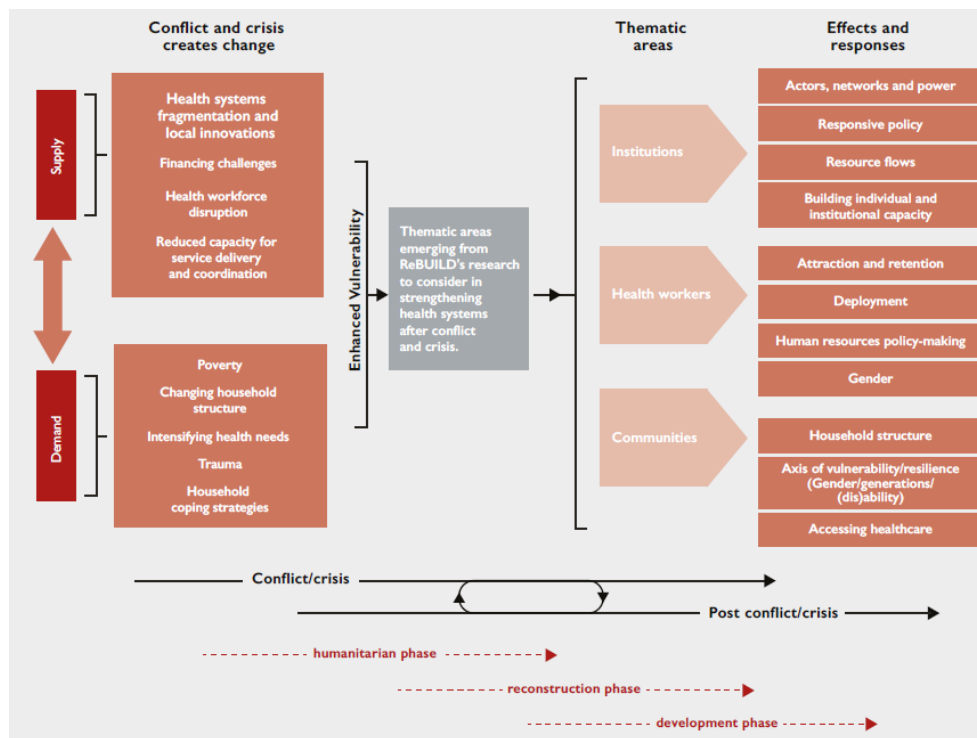 Conflict and crisis
creates change
Thematic
areas
Effects and
responses
Supply
Health systems
fragmentation and
local innovations
Financing challenges
Health workforce
disruption
Reduced capacity for
service delivery
and coordination
Demand
Poverty
Changing household
structure
Intensifying health needs
Trauma
Household
coping strategies
Enhanced Vulnerability
Thematic areas
emerging from
ReBUILD's research
to consider in
strengthening
health systems
after conflict
and crisis.
Institutions
Health workers
Communities
Actors, networks and power
Responsive policy
Resource flows
Building individual and
institutional capacity
Attraction and retention
Deployment
Human resources policy-making
Gender
Household structure
Axis of vulnerability/resilience
(Gender/generations/
(dis)ability)
Accessing healthcare
Conflict/crisis
Post conflict/crisis
humanitarian phase
reconstruction phase
development phase